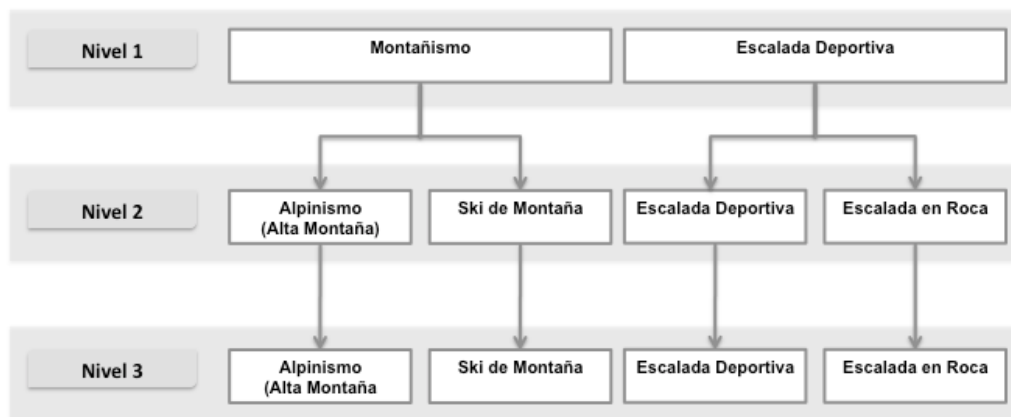 Nivel 1
Montañismo
Escalada Deportiva
Nivel 2
Alpinismo
(Alta Montaña)
Ski de Montaña
Escalada Deportiva
Escalada en Roca
Nivel 3
Alpinismo
(Alta Montaña
Ski de Montaña
Escalada Deportiva
Escalada en Roca